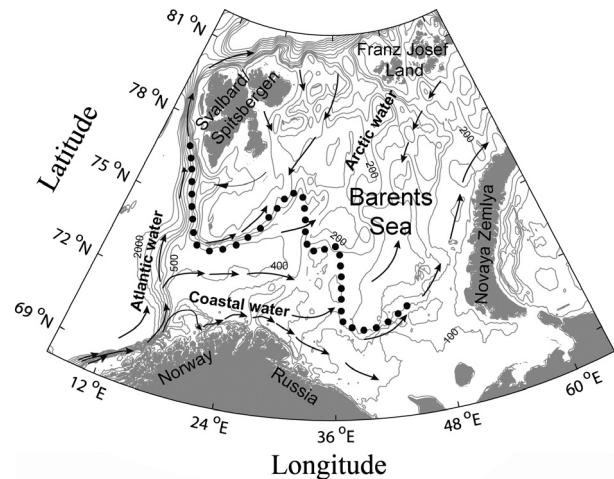 81 °N
78 °N
75 °N
72 °N
69 °N
Latitude
Franz Josef
Land
Svalbard/
Spitsbergen
Arctic water
200
200
Barents
Sea
Novaya Zemlya
Atlantic water
2000
500
200
400
Coastal water
100
Norway
Russia
12 °E
24 °E
36 °E
48 °E
60 °E
Longitude